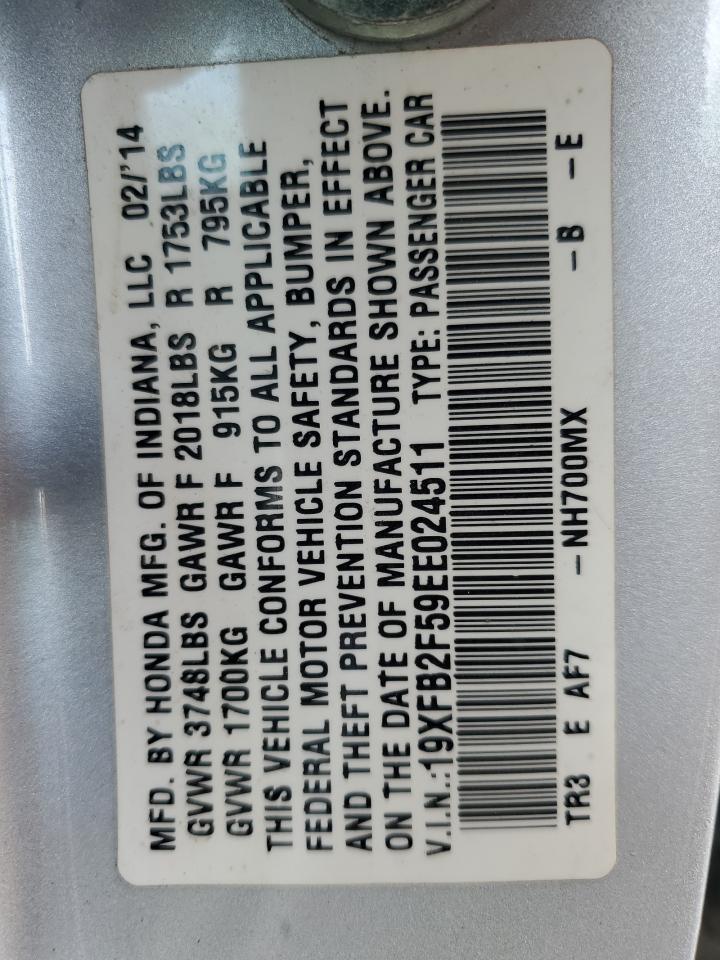 MFD. BY HONDA MFG. OF INDIANA, LLC 02/'14
GVWR 3748LBS GAWR F 2018LBS R 1753LBS
GVWR 1700KG GAWR F 915KG R 795KG
THIS VEHICLE CONFORMS TO ALL APPLICABLE
FEDERAL MOTOR VEHICLE SAFETY, BUMPER,
AND THEFT PREVENTION STANDARDS IN EFFECT
ON THE DATE OF MANUFACTURE SHOWN ABOVE.
V.I.N.:19XFB2F59EE024511 TYPE: PASSENGER CAR
TR3 E AF7 -NH700MX -B -E